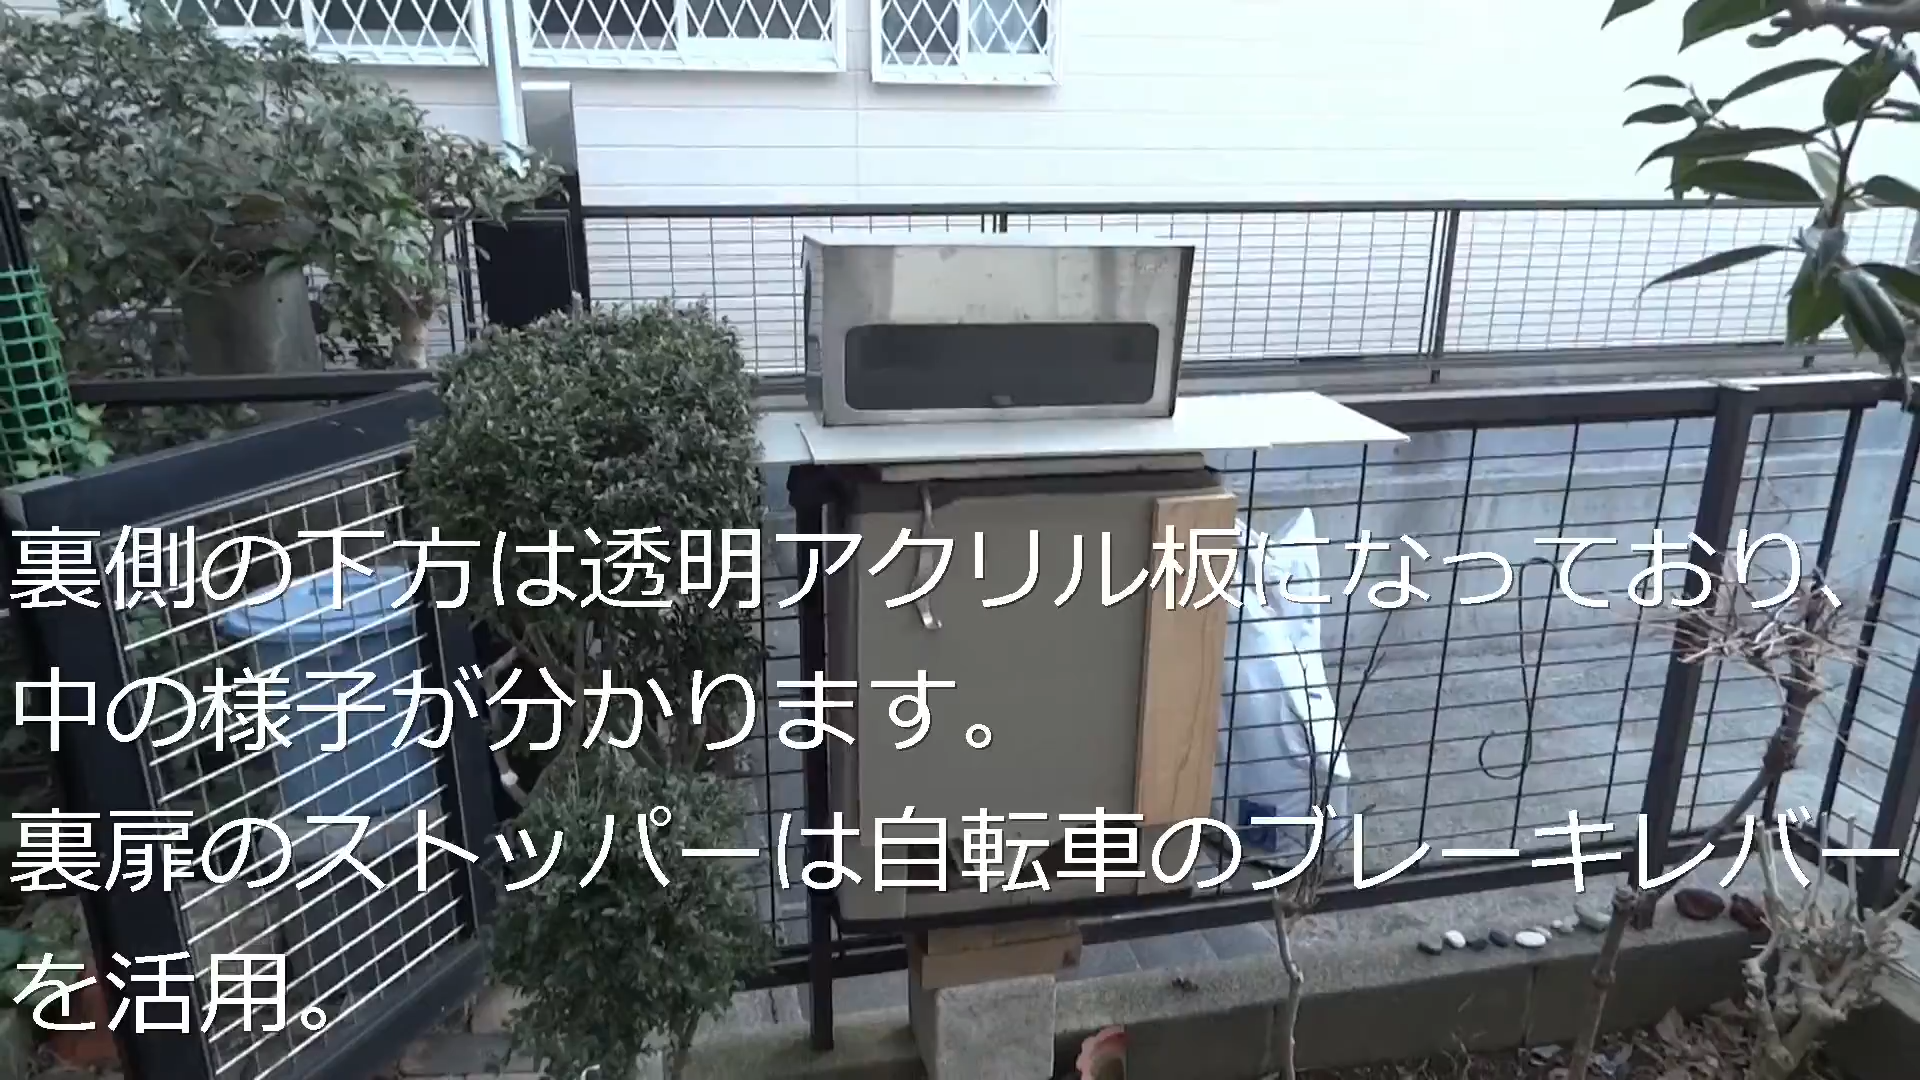 裏側の下方は透明アクリル板になっており、
中の様子が分かります。
裏扉のストッパーは自転車のブレーキレバー
を活用。